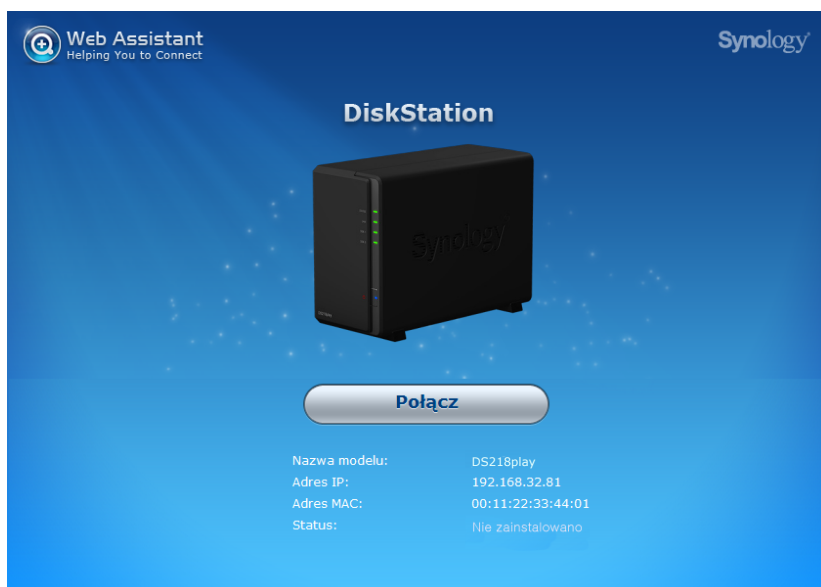 Web Assistant
Helping You to Connect
Synology
DiskStation
Synology
Połącz
Nazwa modelu: DS218play
Adres IP: 192.168.32.81
Adres MAC: 00:11:22:33:44:01
Status: Nie zainstalowano